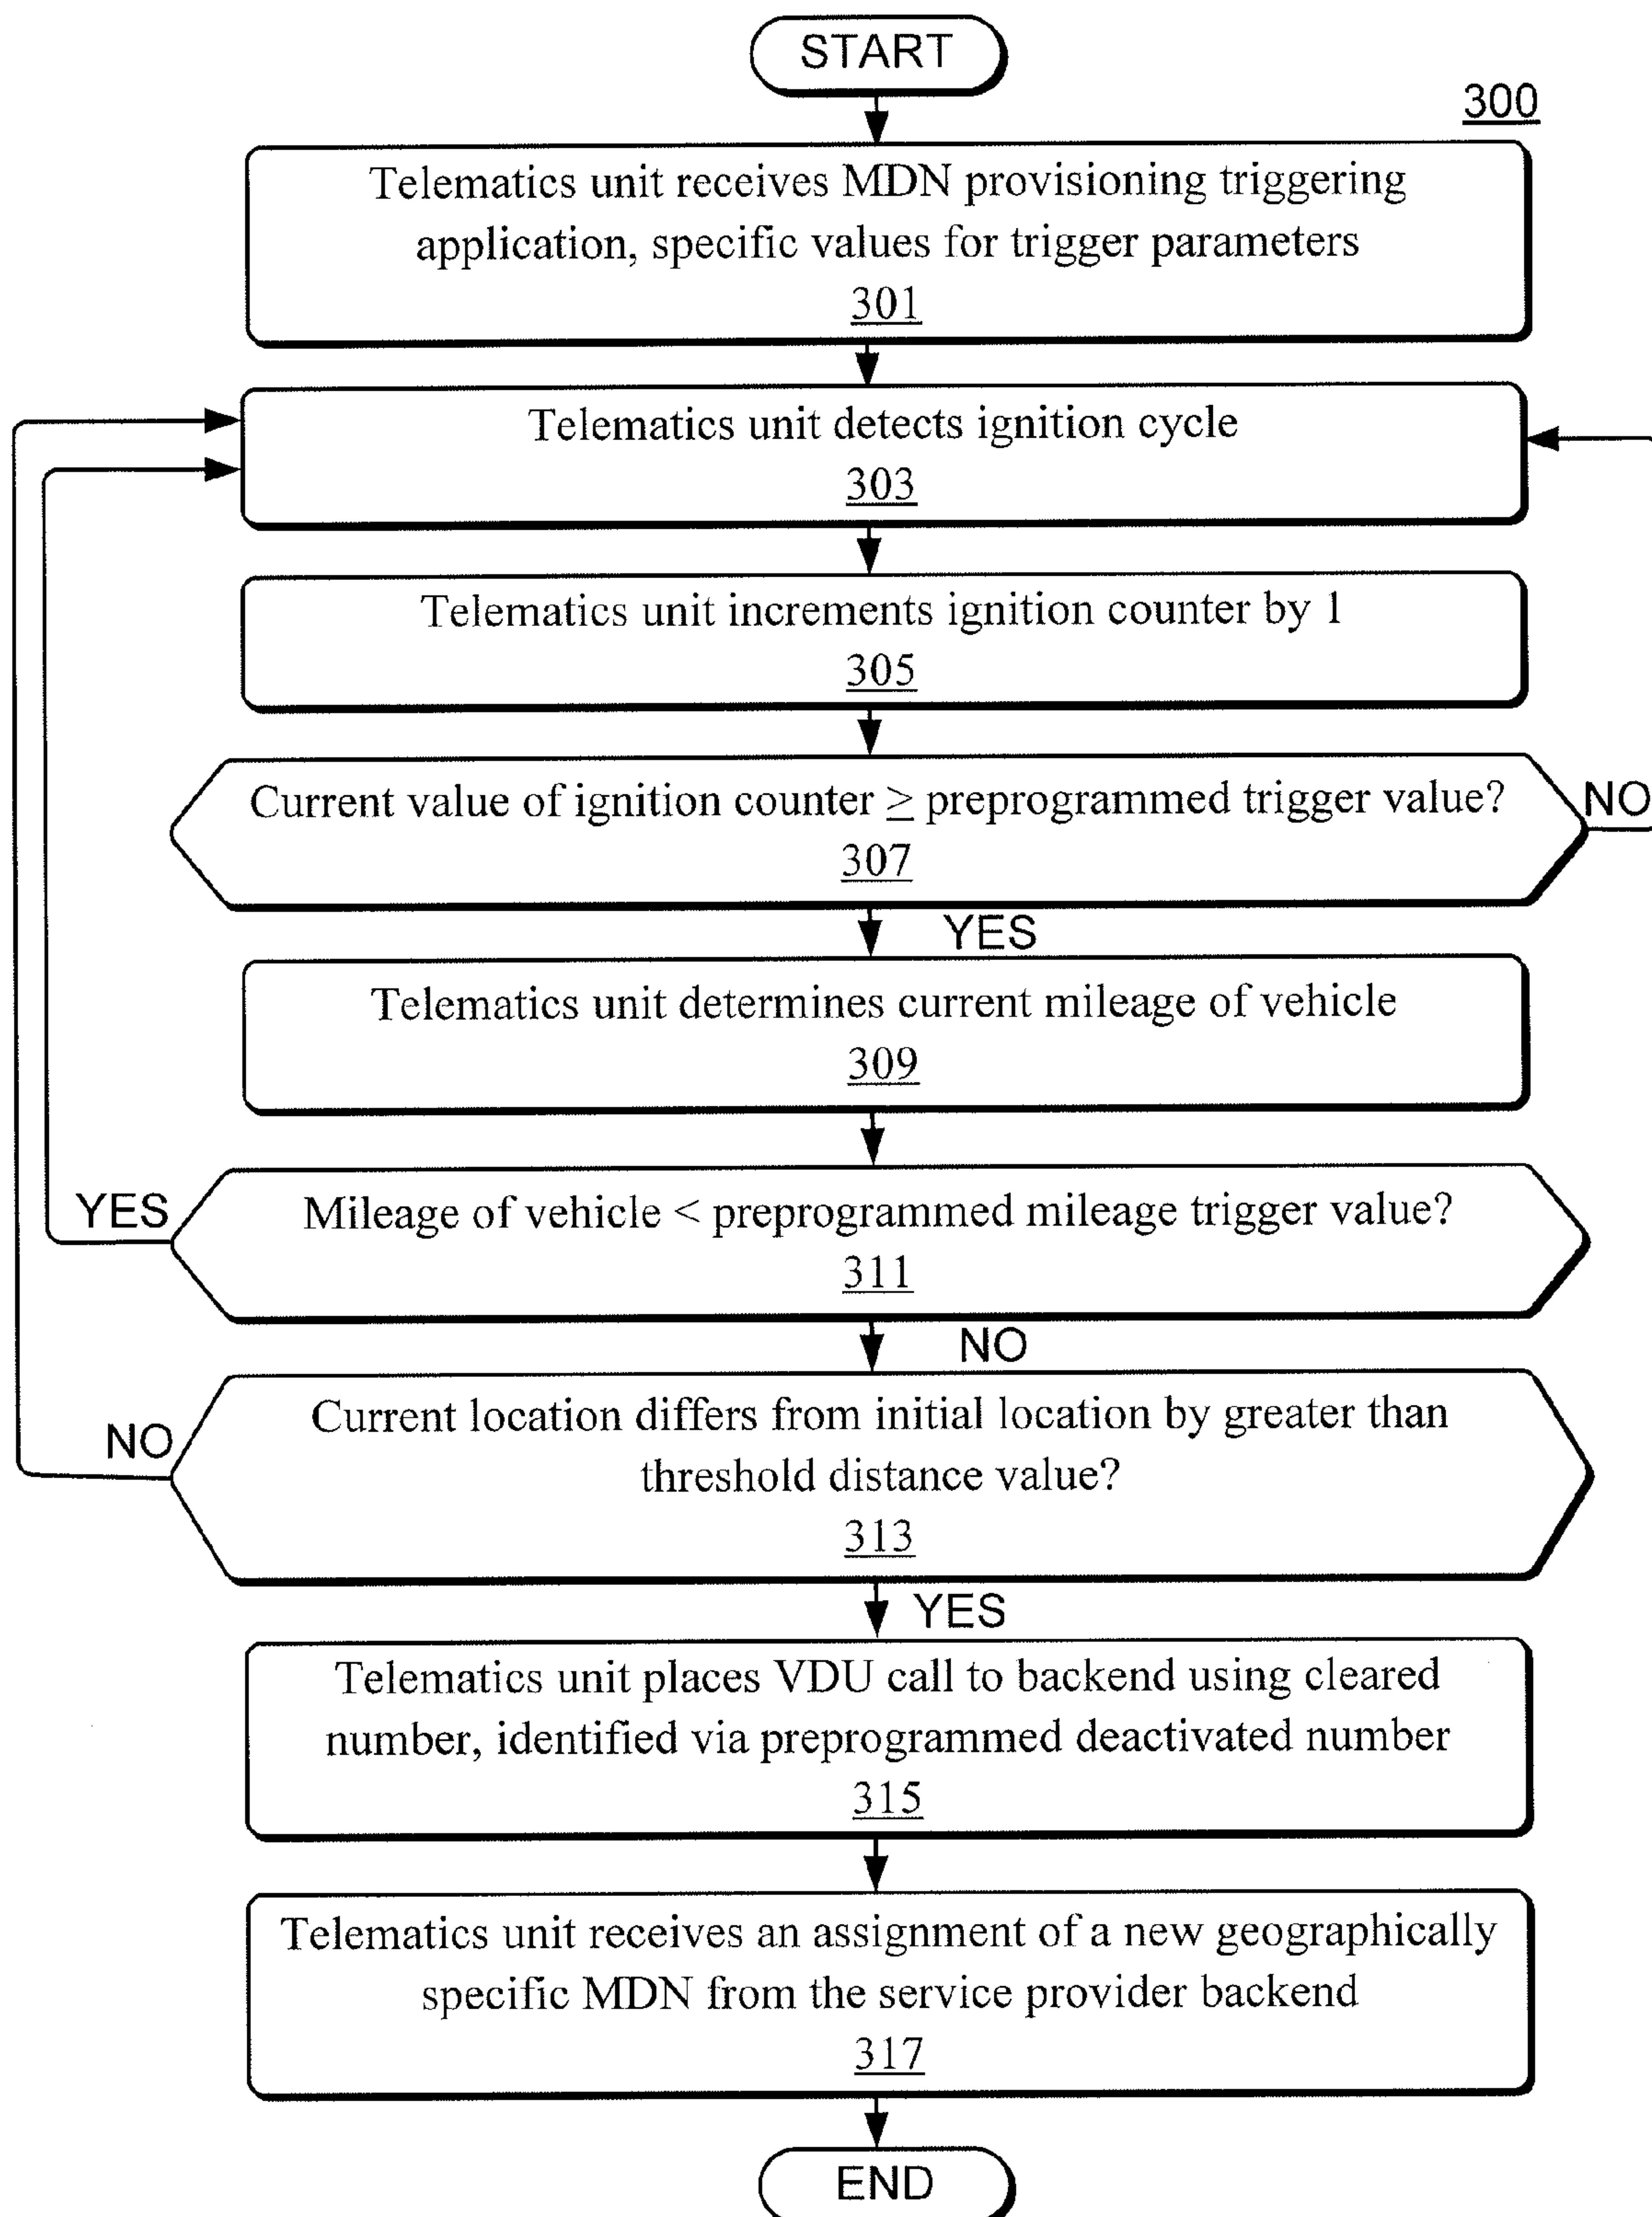 START
300
Telematics unit receives MDN provisioning triggering
application, specific values for trigger parameters
301
Telematics unit detects ignition cycle
303
Telematics unit increments ignition counter by 1
305
Current value of ignition counter ≥ preprogrammed trigger value?
307
NO
YES
Telematics unit determines current mileage of vehicle
309
YES
Mileage of vehicle < preprogrammed mileage trigger value?
311
NO
NO
Current location differs from initial location by greater than
threshold distance value?
313
YES
Telematics unit places VDU call to backend using cleared
number, identified via preprogrammed deactivated number
315
Telematics unit receives an assignment of a new geographically
specific MDN from the service provider backend
317
END